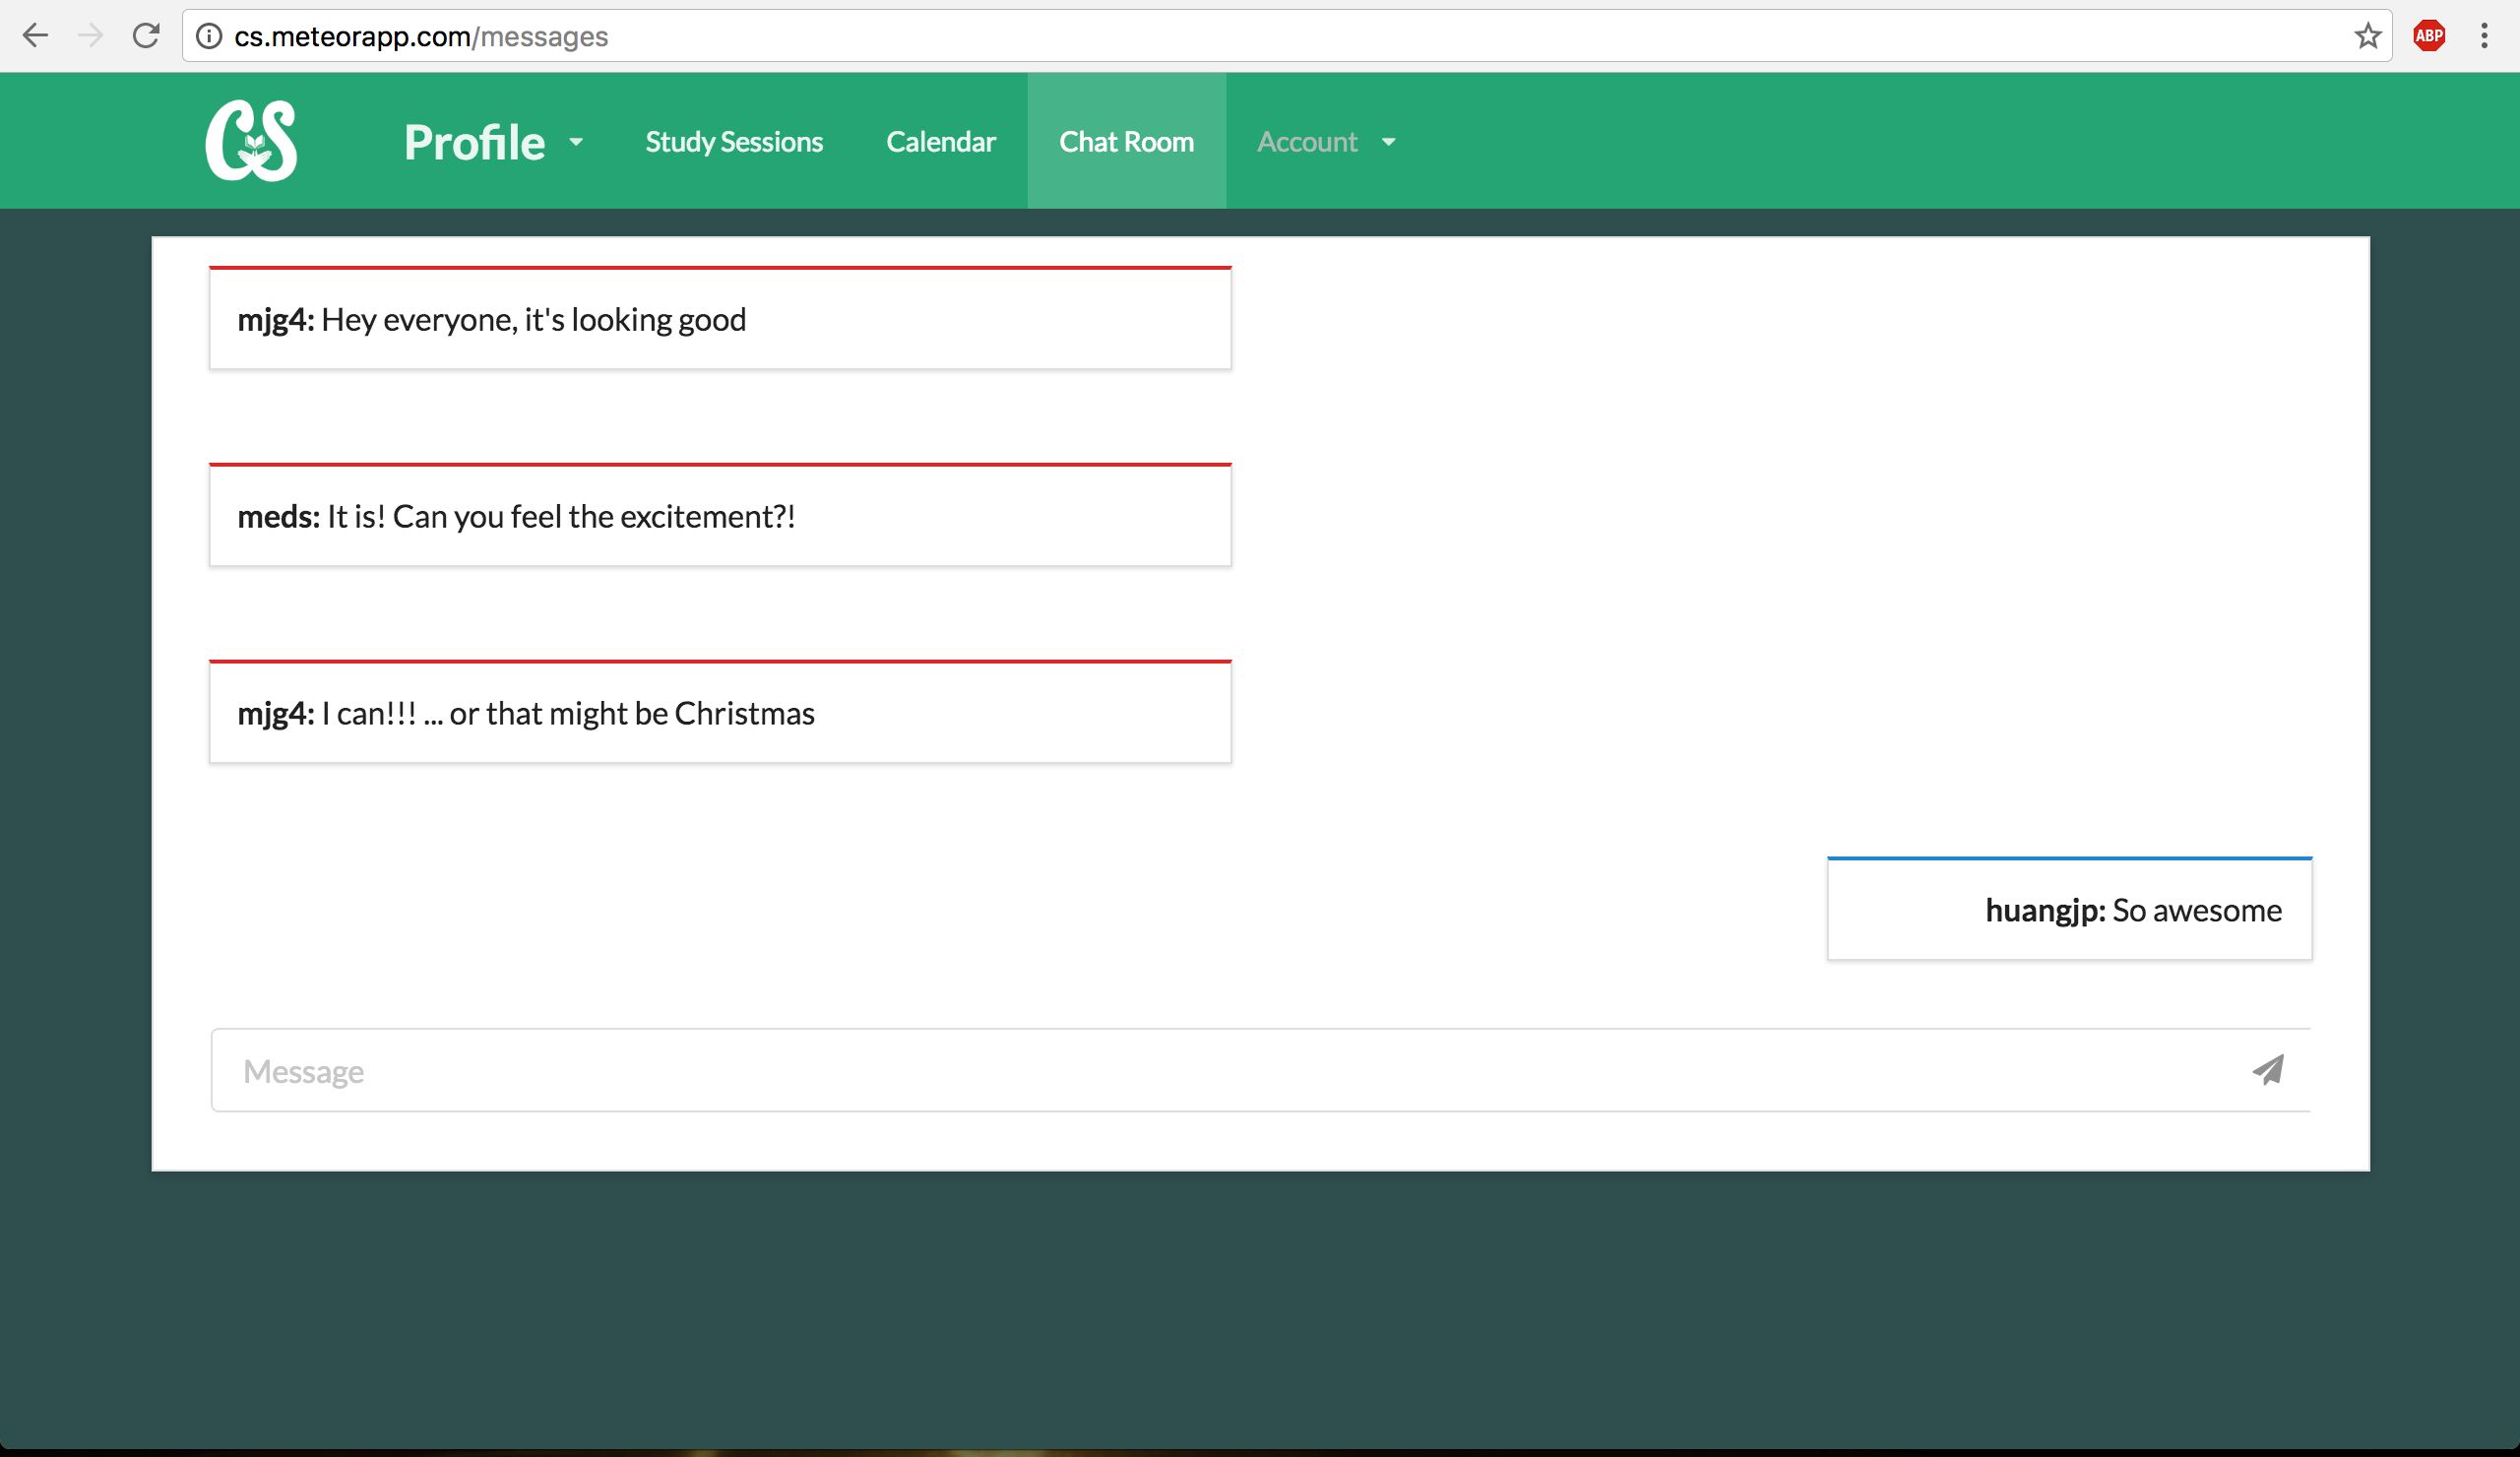 cs.meteorapp.com/messages
ABP
CS
Profile
Study Sessions
Calendar
Chat Room
Account
mjg4: Hey everyone, it's looking good
meds: It is! Can you feel the excitement?!
mjg4: I can!!! ... or that might be Christmas
huangjp: So awesome
Message